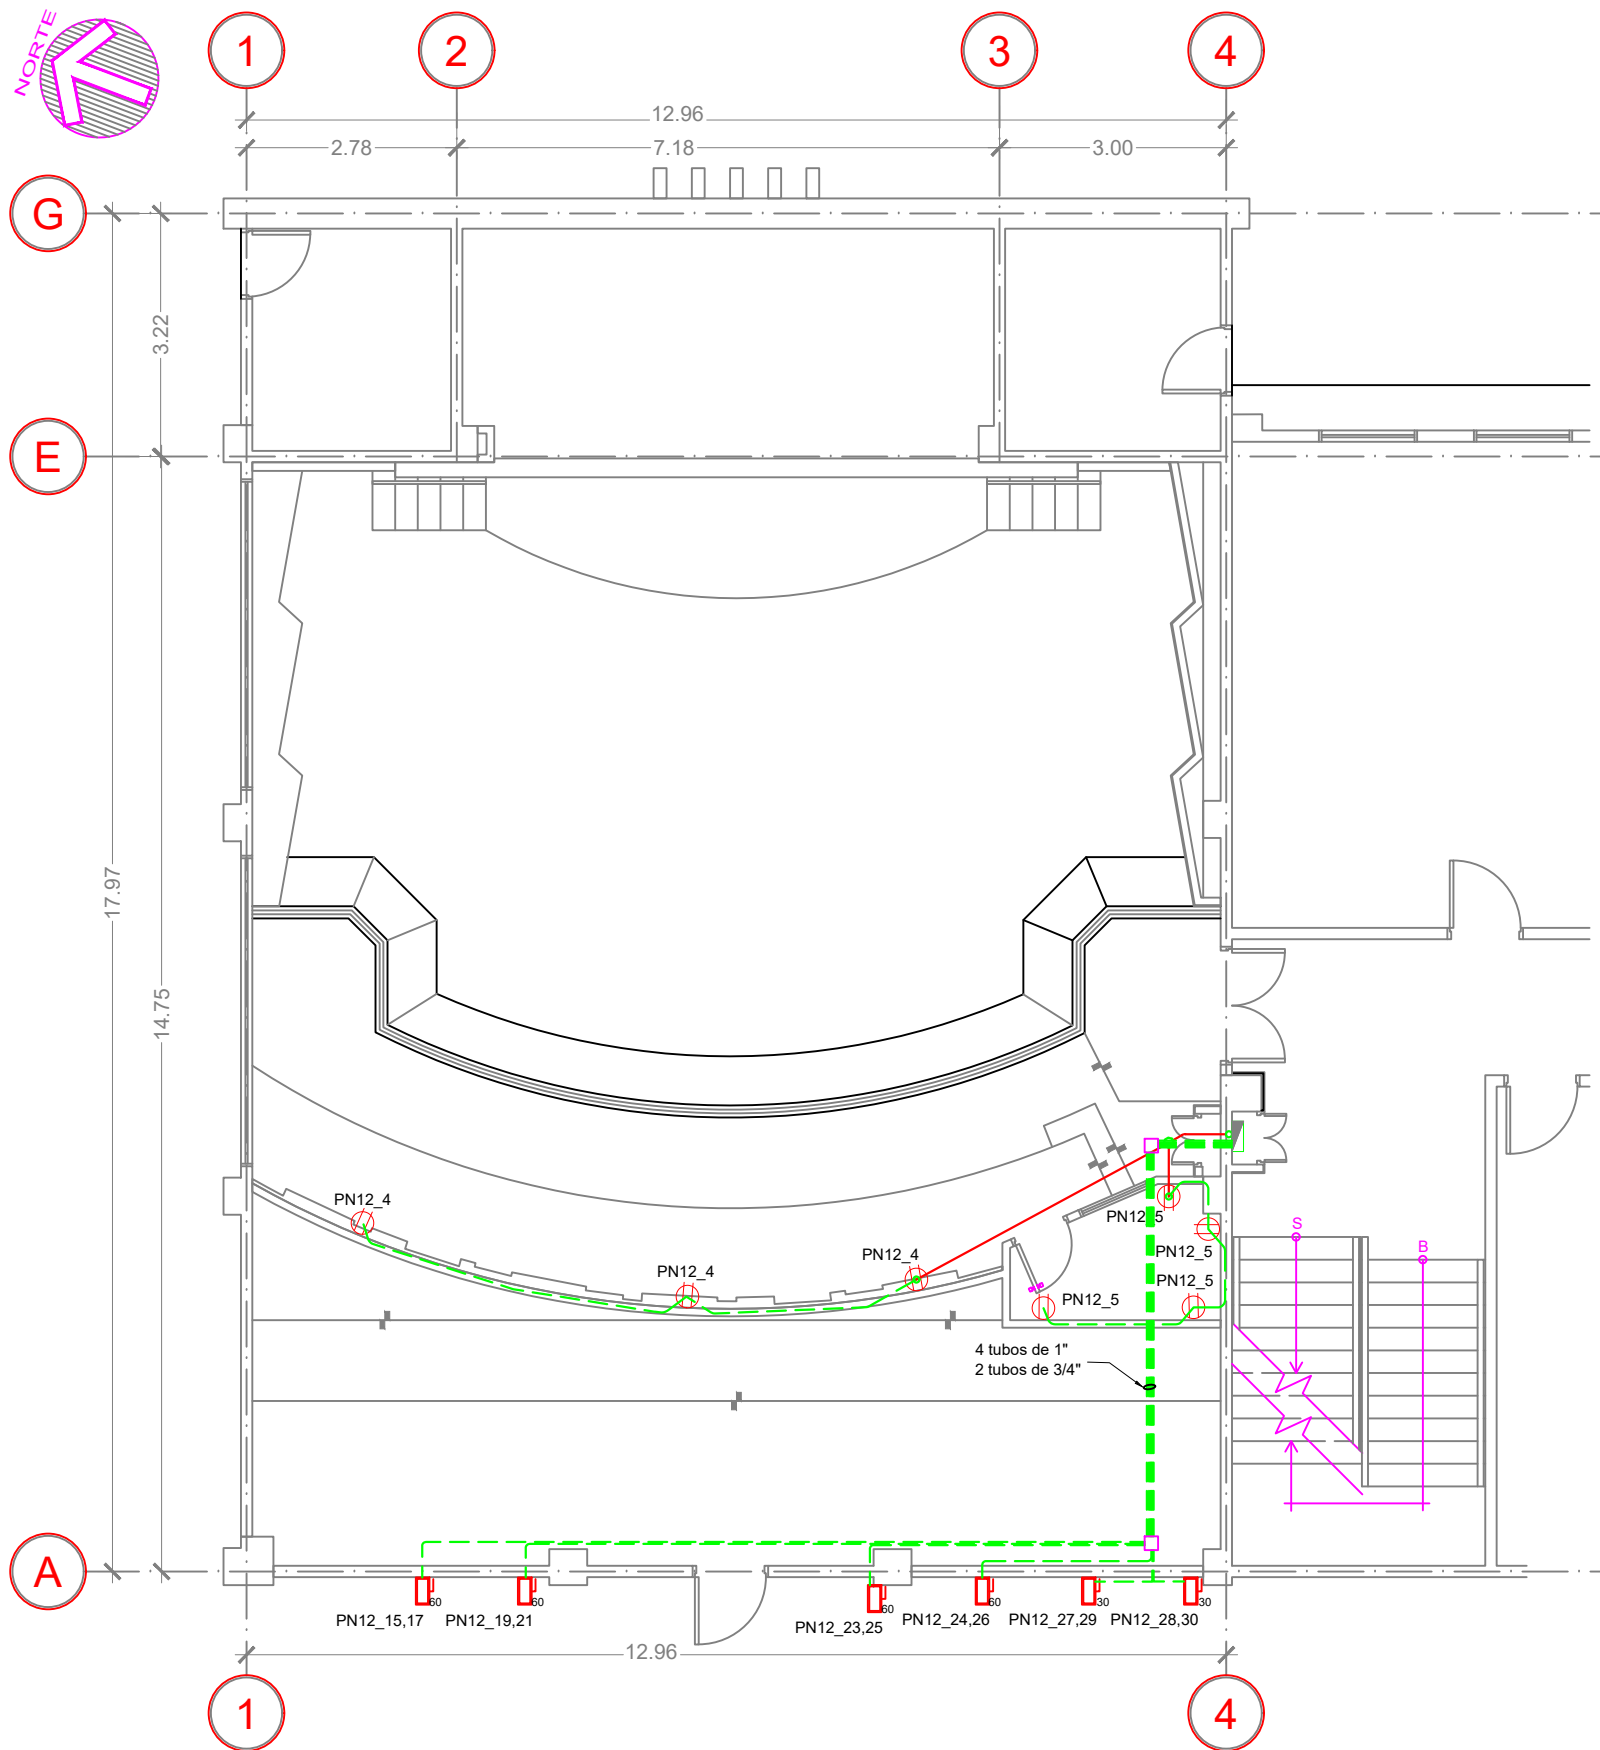 NORTE
1
2
3
4
12.96
2.78
7.18
3.00
G
3.22
E
17.97
14.75
PN12_4
PN12_4
PN12_4
PN12_5
PN12_5
PN12_5
PN12_5
S
B
4 tubos de 1"
2 tubos de 3/4"
A
60
60
60
60
30
30
PN12_15,17
PN12_19,21
PN12_23,25
PN12_24,26
PN12_27,29
PN12_28,30
12.96
1
4